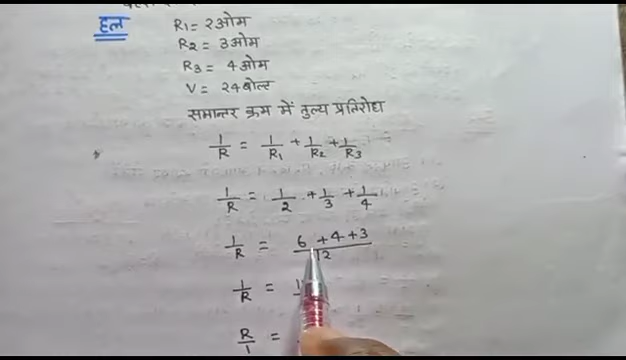 हल R1 = 2ओम
R2 = 3ओम
R3 = 4ओम
V = 24वोल्ट
समान्तर क्रम में तुल्य प्रतिरोध
1/R = 1/R1 + 1/R2 + 1/R3
1/R = 1/2 + 1/3 + 1/4
1/R = 6+4+3/12
1/R =
R/1 =